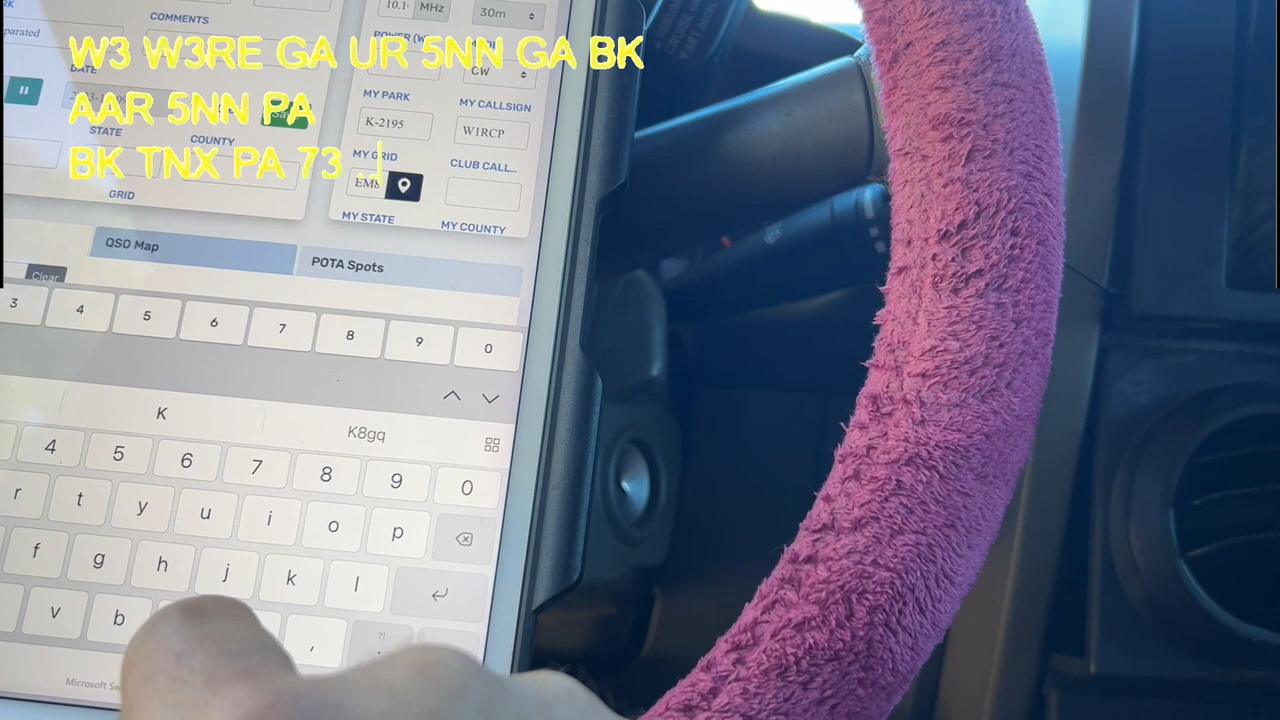 W3 W3RE GA UR 5NN GA BK
AAR 5NN PA
BK TNX PA 73 ..
COMMENTS
DATE
STATE
COUNTY
GRID
10.1 MHz
30m
CW
MY PARK
MY CALLSIGN
K-2195
W1RCP
MY GRID
CLUB CALL...
EM8
MY STATE
MY COUNTY
QSO Map
POTA Spots
Clear
3 4 5 6 7 8 9 0
K
K8gq
4 5 6 7 8 9 0
r t y u i o p
f g h j k l
v b , ?! .
Microsoft Sw